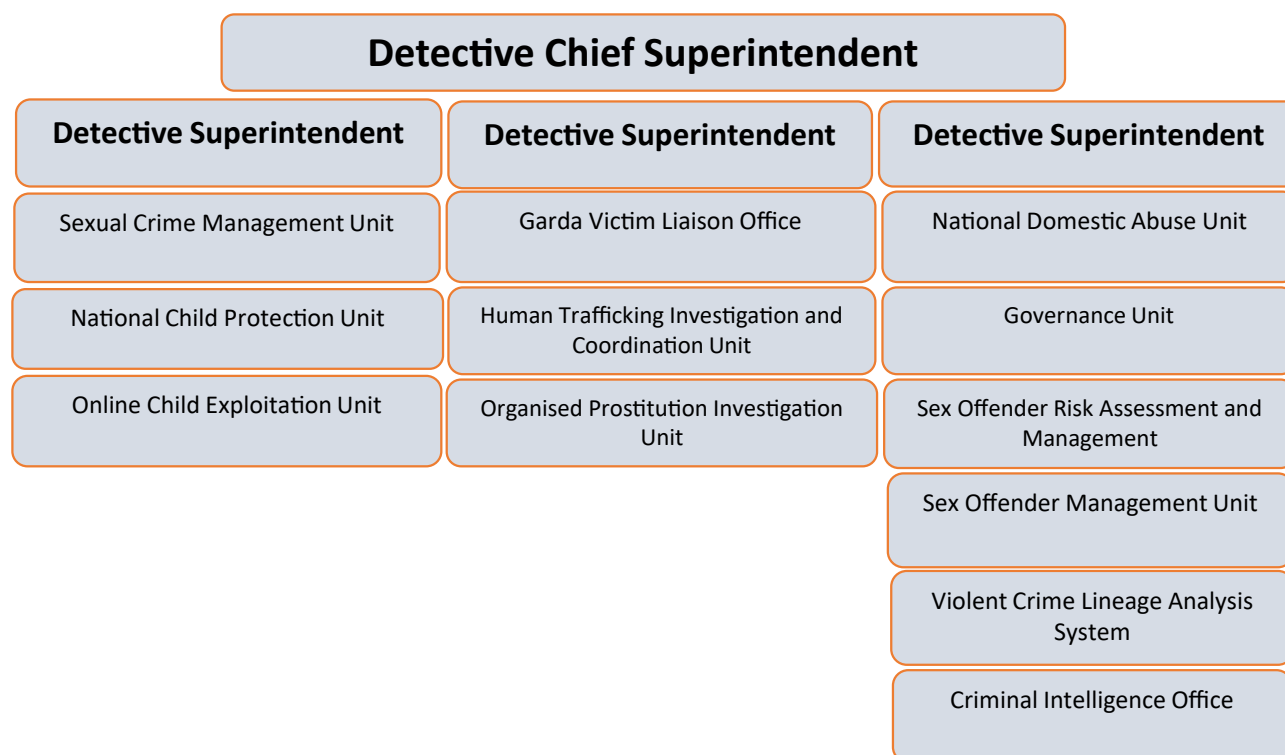 Detective Chief Superintendent
Detective Superintendent
Sexual Crime Management Unit
National Child Protection Unit
Online Child Exploitation Unit
Detective Superintendent
Garda Victim Liaison Office
Human Trafficking Investigation and
Coordination Unit
Organised Prostitution Investigation
Unit
Detective Superintendent
National Domestic Abuse Unit
Governance Unit
Sex Offender Risk Assessment and
Management
Sex Offender Management Unit
Violent Crime Lineage Analysis
System
Criminal Intelligence Office